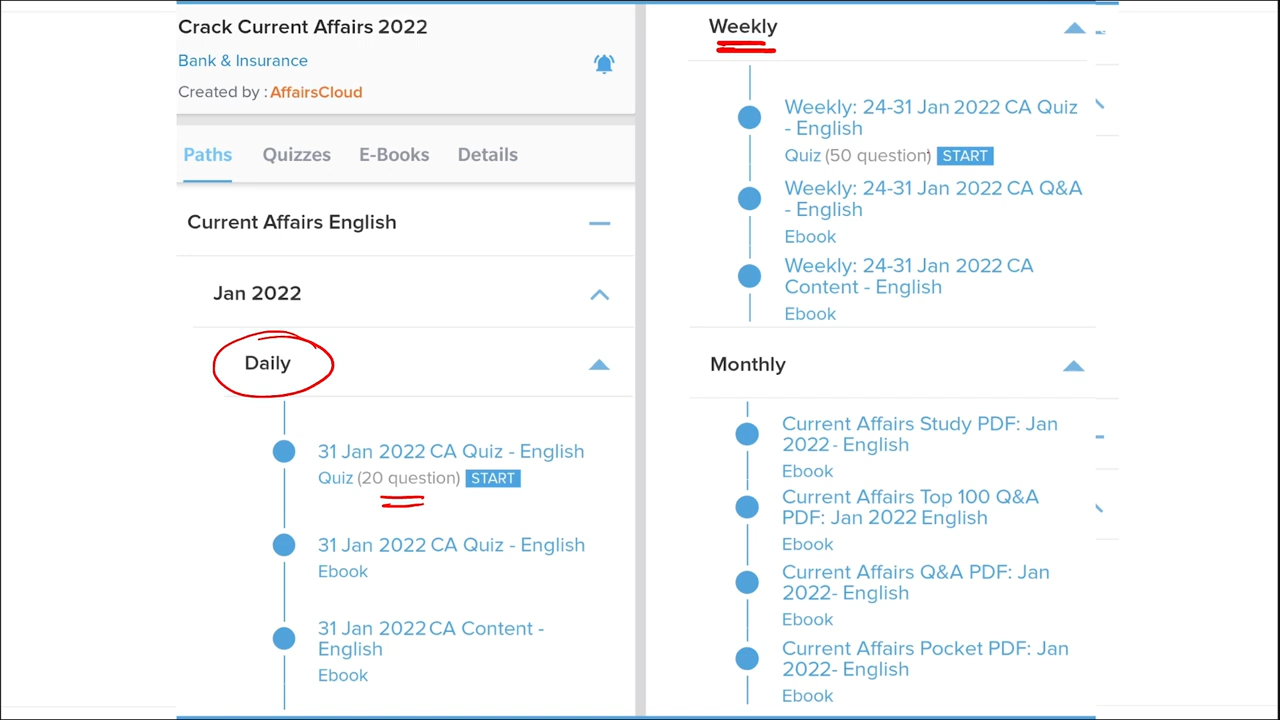 Crack Current Affairs 2022
Bank & Insurance
Created by : AffairsCloud
Paths Quizzes E-Books Details
Current Affairs English
Jan 2022
Daily
31 Jan 2022 CA Quiz - English
Quiz (20 question) START
31 Jan 2022 CA Quiz - English
Ebook
31 Jan 2022 CA Content -
English
Ebook
Weekly
Weekly: 24-31 Jan 2022 CA Quiz
- English
Quiz (50 question) START
Weekly: 24-31 Jan 2022 CA Q&A
- English
Ebook
Weekly: 24-31 Jan 2022 CA
Content - English
Ebook
Monthly
Current Affairs Study PDF: Jan
2022- English
Ebook
Current Affairs Top 100 Q&A
PDF: Jan 2022 English
Ebook
Current Affairs Q&A PDF: Jan
2022- English
Ebook
Current Affairs Pocket PDF: Jan
2022- English
Ebook